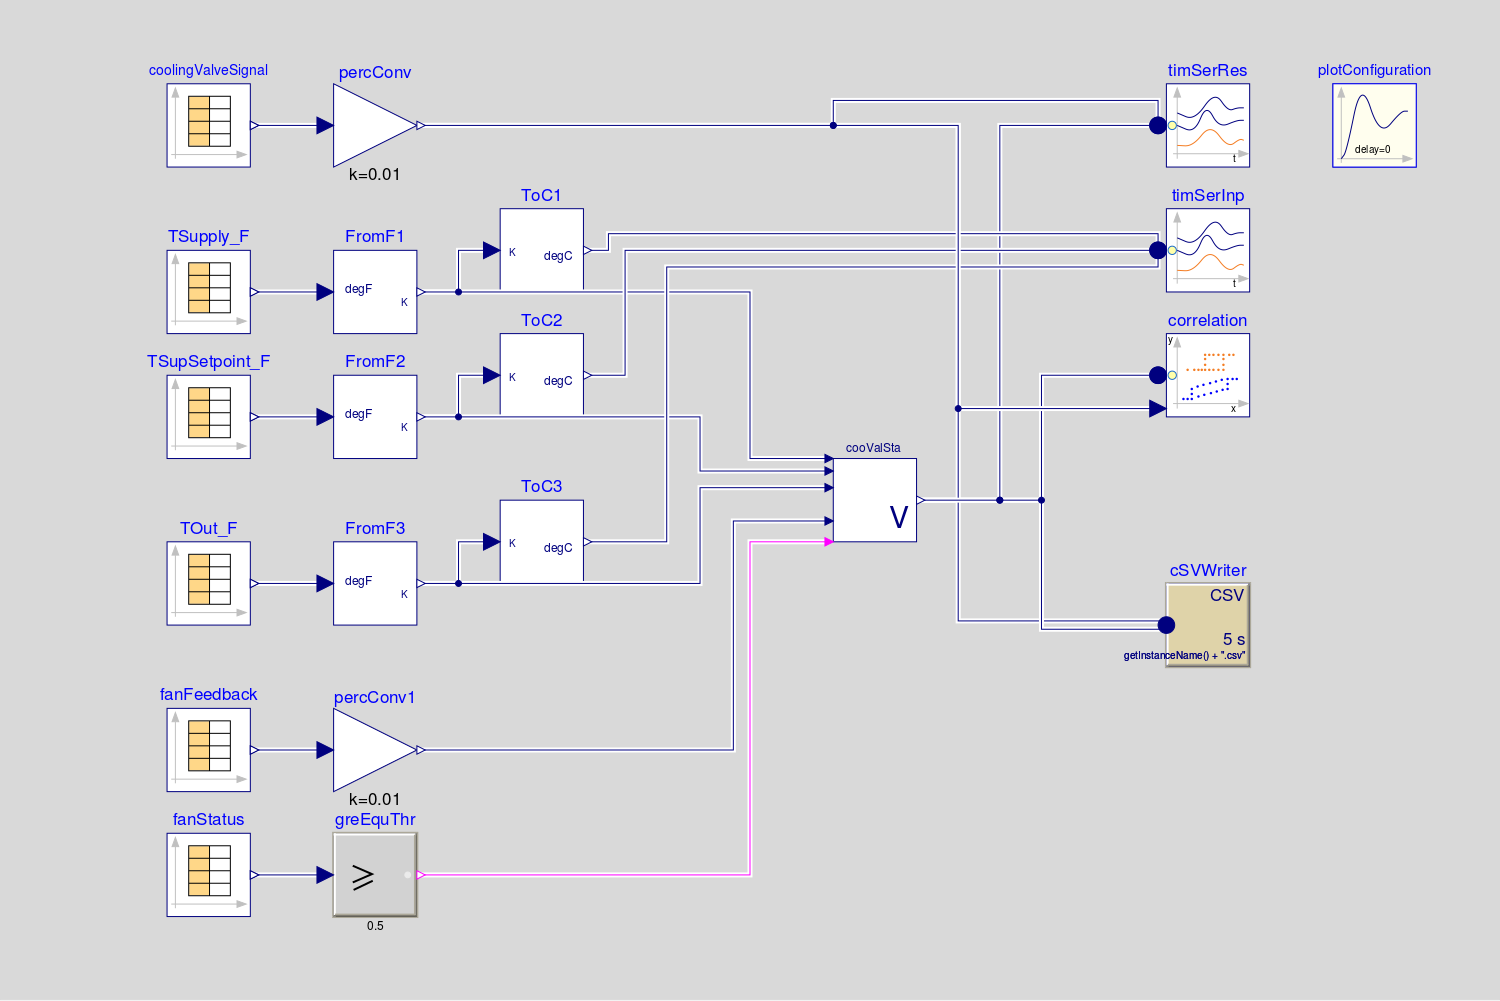 coolingValveSignal
percConv
k=0.01
timSerRes
t
plotConfiguration
delay=0
ToC1
K
degC
timSerInp
t
TSupply_F
FromF1
degF
K
ToC2
K
degC
correlation
y
x
TSupSetpoint_F
FromF2
degF
K
cooValSta
V
ToC3
K
degC
TOut_F
FromF3
degF
K
cSVWriter
CSV
5 s
getInstanceName() + ".csv"
fanFeedback
percConv1
k=0.01
fanStatus
greEquThr
≥
0.5